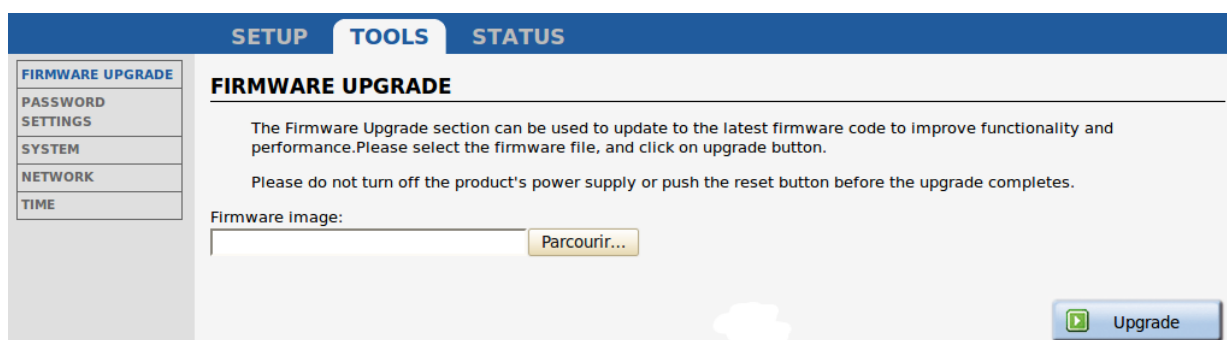 SETUP TOOLS STATUS
FIRMWARE UPGRADE
PASSWORD
SETTINGS
SYSTEM
NETWORK
TIME
FIRMWARE UPGRADE
The Firmware Upgrade section can be used to update to the latest firmware code to improve functionality and
performance.Please select the firmware file, and click on upgrade button.
Please do not turn off the product's power supply or push the reset button before the upgrade completes.
Firmware image:
Parcourir...
Upgrade